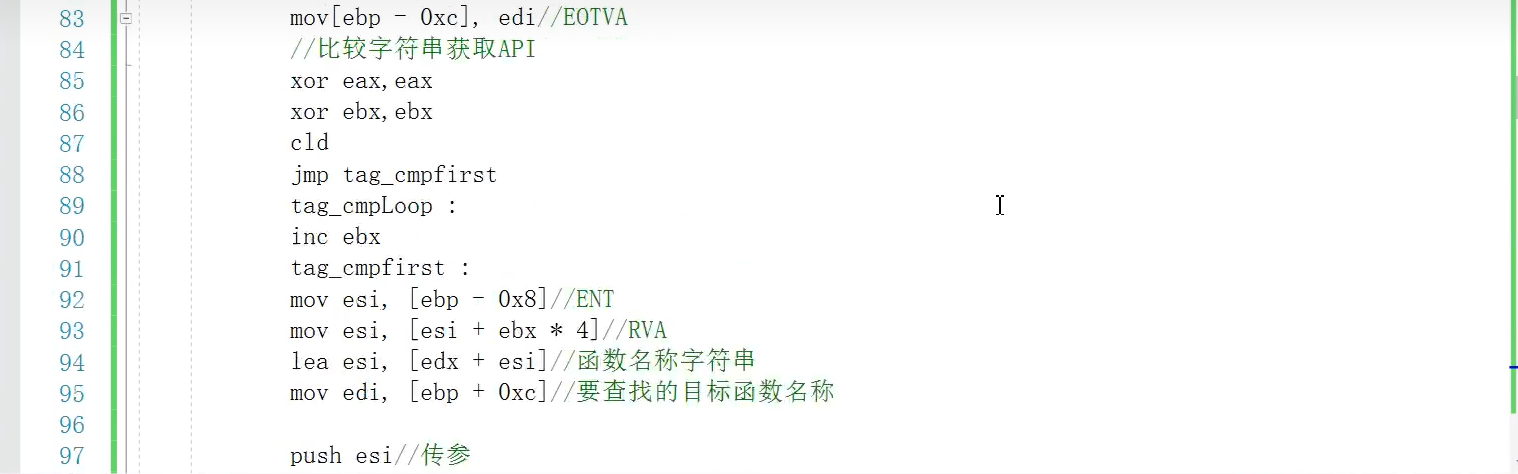 83 mov[ebp - 0xc], edi//EOTVA
84 //比较字符串获取API
85 xor eax,eax
86 xor ebx,ebx
87 cld
88 jmp tag_cmpfirst
89 tag_cmpLoop :
90 inc ebx
91 tag_cmpfirst :
92 mov esi, [ebp - 0x8]//ENT
93 mov esi, [esi + ebx * 4]//RVA
94 lea esi, [edx + esi]//函数名称字符串
95 mov edi, [ebp + 0xc]//要查找的目标函数名称
96
97 push esi//传参